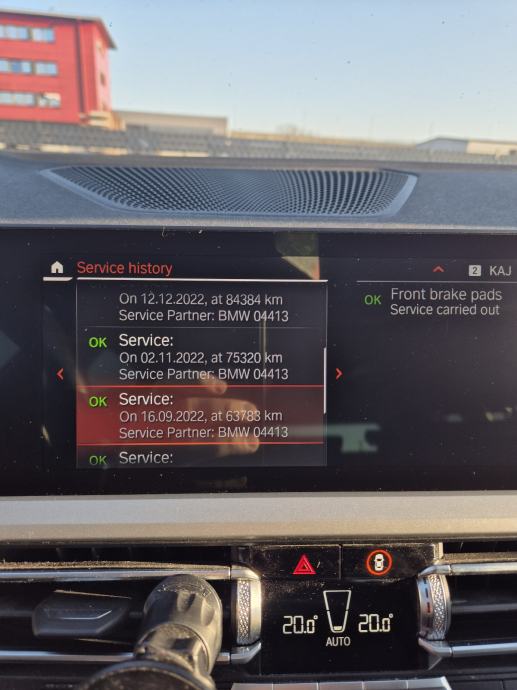 Service history
2 KAJ
On 12.12.2022, at 84384 km
Service Partner: BMW 04413
OK Service:
On 02.11.2022, at 75320 km
Service Partner: BMW 04413
OK Service:
On 16.09.2022, at 63783 km
Service Partner: BMW 04413
OK Service:
OK Front brake pads
Service carried out
20.0° 20.0°
AUTO